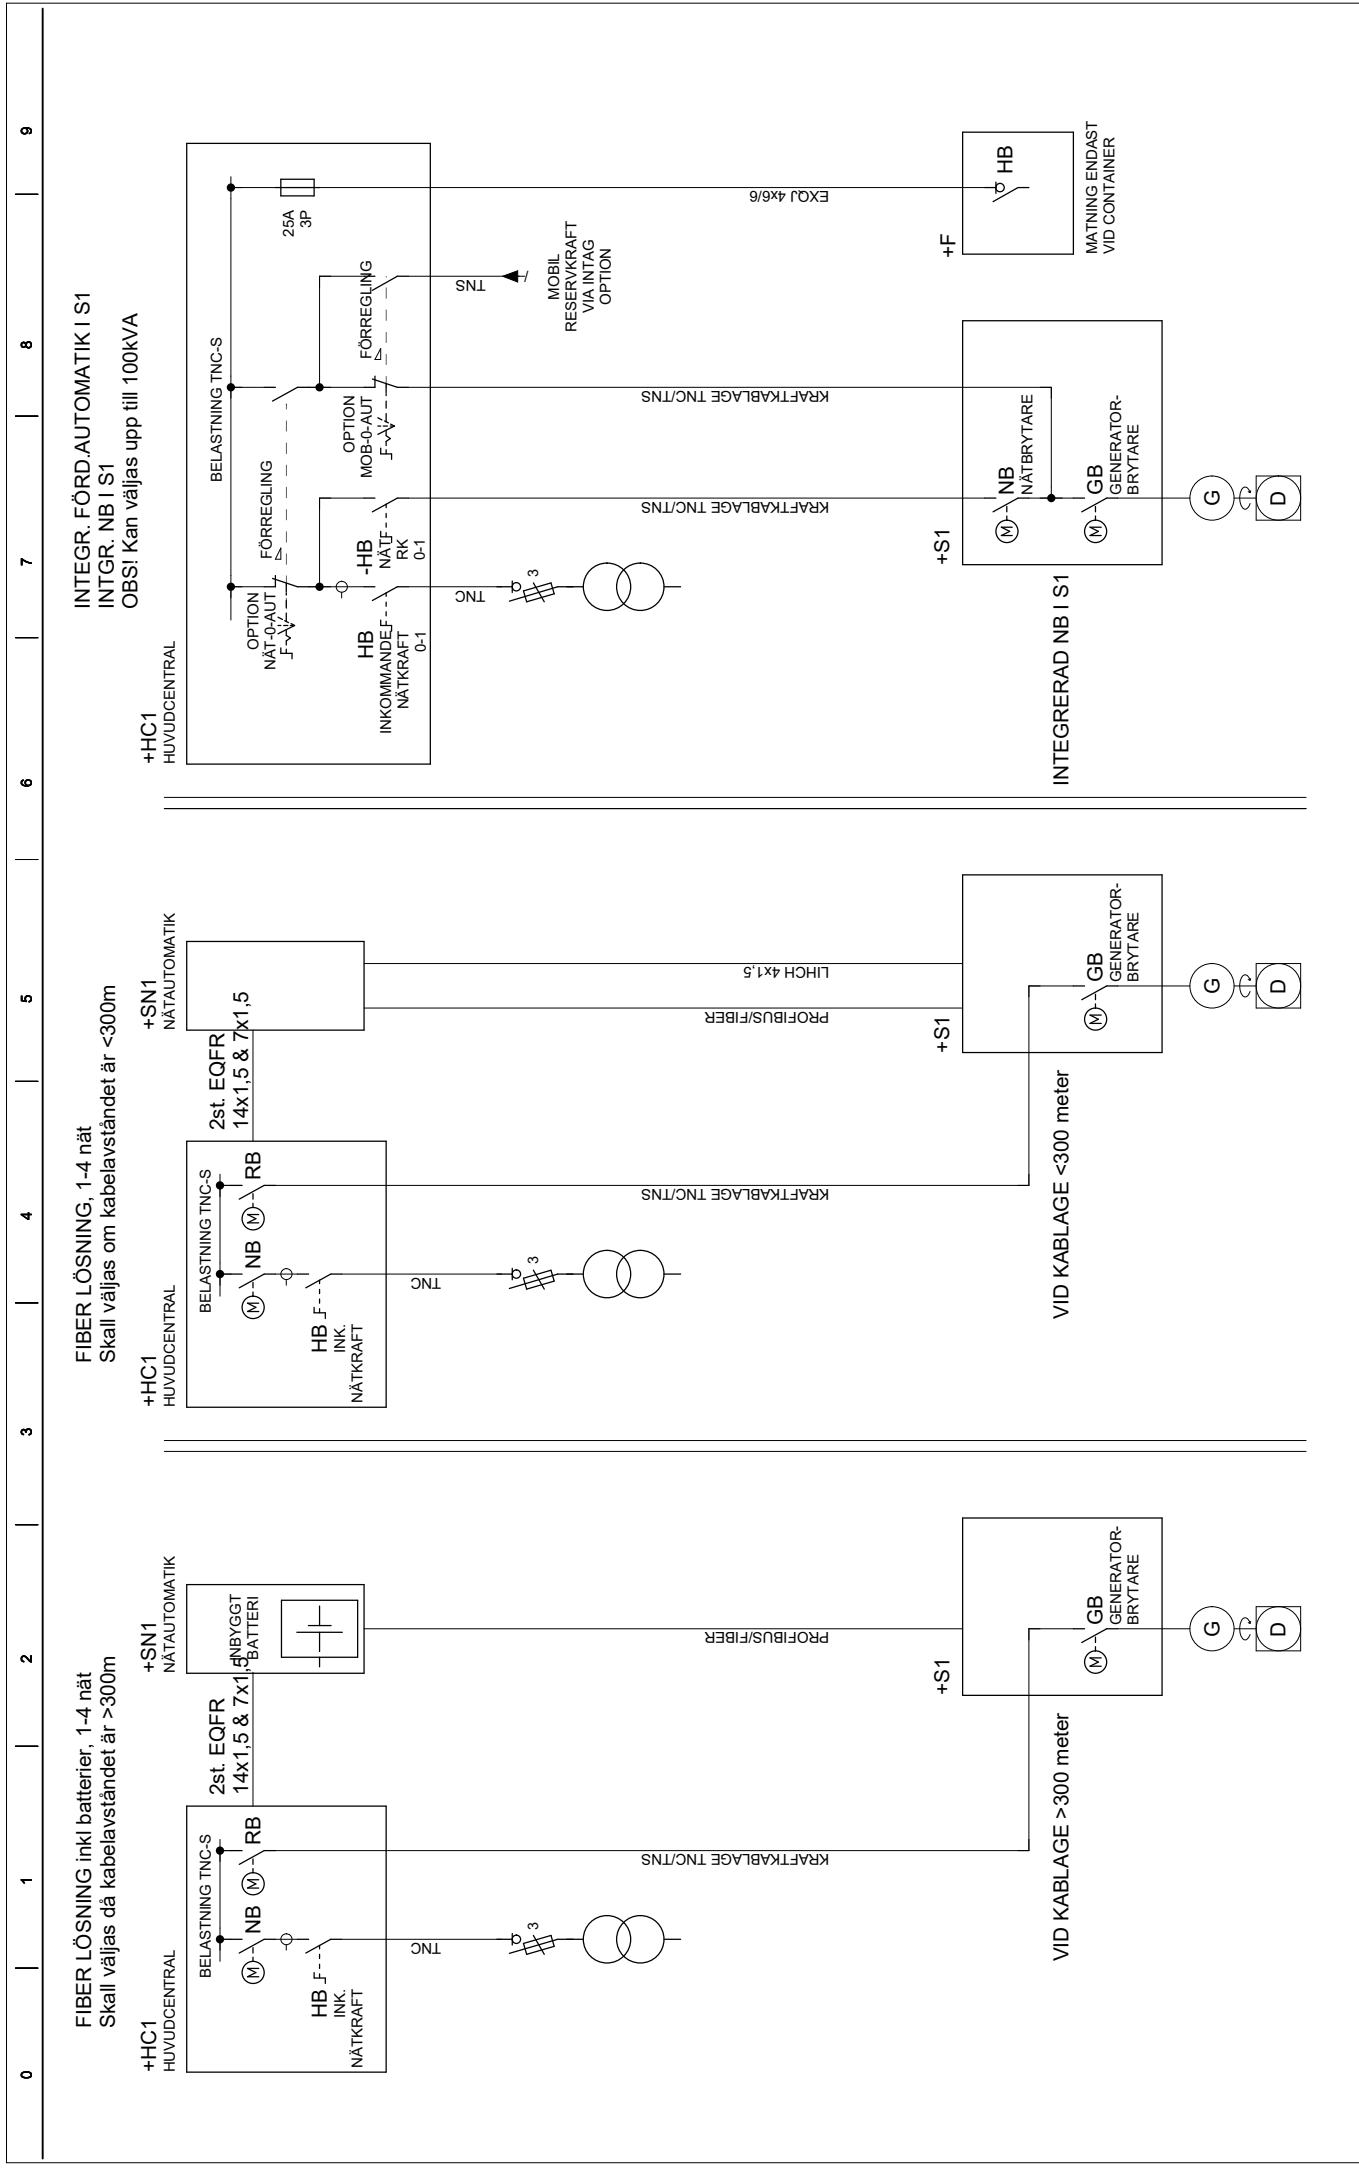 0
1
2
3
4
5
6
7
8
9
FIBER LÖSNING inkl batterier, 1-4 nät
Skall väljas då kabelavståndet är >300m
+HC1
HUVUDCENTRAL
BELASTNING TNC-S
M
NB
M
RB
HB
INK.
NÄTKRAFT
2st. EQFR
14x1,5 & 7x1,5
+SN1
NÄTAUTOMATIK
INBYGGT
BATTERI
TNC
3
KRAFTKABLAGE TNC/TNS
PROFIBUS/FIBER
+S1
M
GB
GENERATOR-
BRYTARE
G
D
VID KABLAGE >300 meter
FIBER LÖSNING, 1-4 nät
Skall väljas om kabelavståndet är <300m
+HC1
HUVUDCENTRAL
BELASTNING TNC-S
M
NB
M
RB
HB
INK.
NÄTKRAFT
2st. EQFR
14x1,5 & 7x1,5
+SN1
NÄTAUTOMATIK
TNC
3
KRAFTKABLAGE TNC/TNS
PROFIBUS/FIBER
LIHCH 4x1,5
+S1
M
GB
GENERATOR-
BRYTARE
G
D
VID KABLAGE <300 meter
INTEGR. FÖRD.AUTOMATIK I S1
INTGR. NB I S1
OBS! Kan väljas upp till 100kVA
+HC1
HUVUDCENTRAL
BELASTNING TNC-S
OPTION
NÄT-0-AUT
FÖRREGLING
HB
INKOMMANDE
NÄTKRAFT
0-1
-HB
NÄT
RK
0-1
OPTION
MOB-0-AUT
FÖRREGLING
25A
3P
TNC
3
KRAFTKABLAGE TNC/TNS
KRAFTKABLAGE TNC/TNS
TNS
MOBIL
RESERVKRAFT
VIA INTAG
OPTION
EXQJ 4x6/6
+S1
M
NB
NÄTBRYTARE
M
GB
GENERATOR-
BRYTARE
G
D
INTEGRERAD NB I S1
+F
HB
MATNING ENDAST
VID CONTAINER